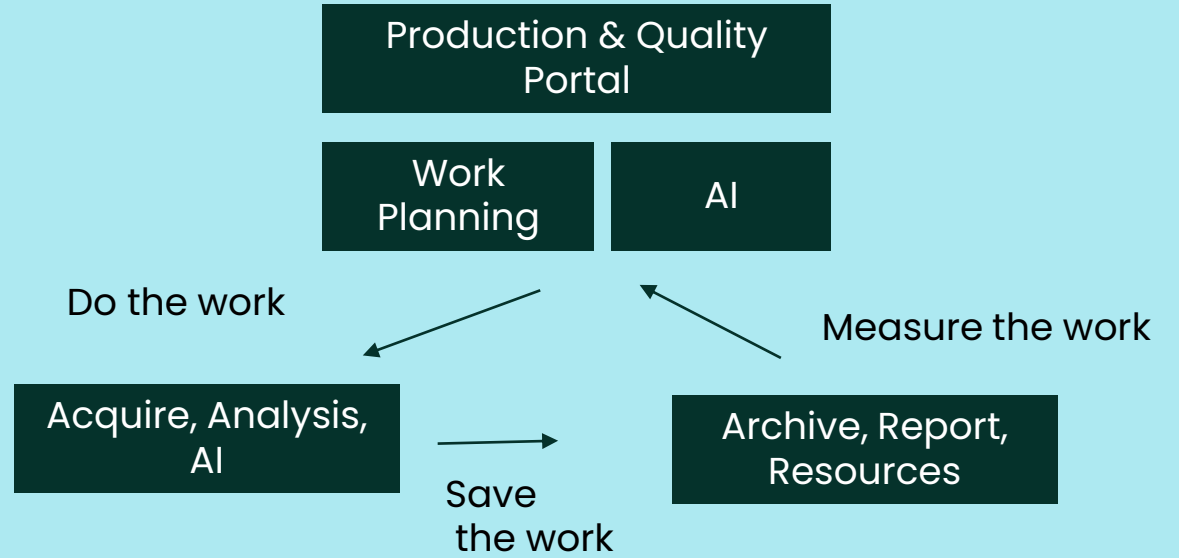 Production & Quality
Portal
Work
Planning
AI
Do the work
Measure the work
Acquire, Analysis,
AI
Archive, Report,
Resources
Save
the work